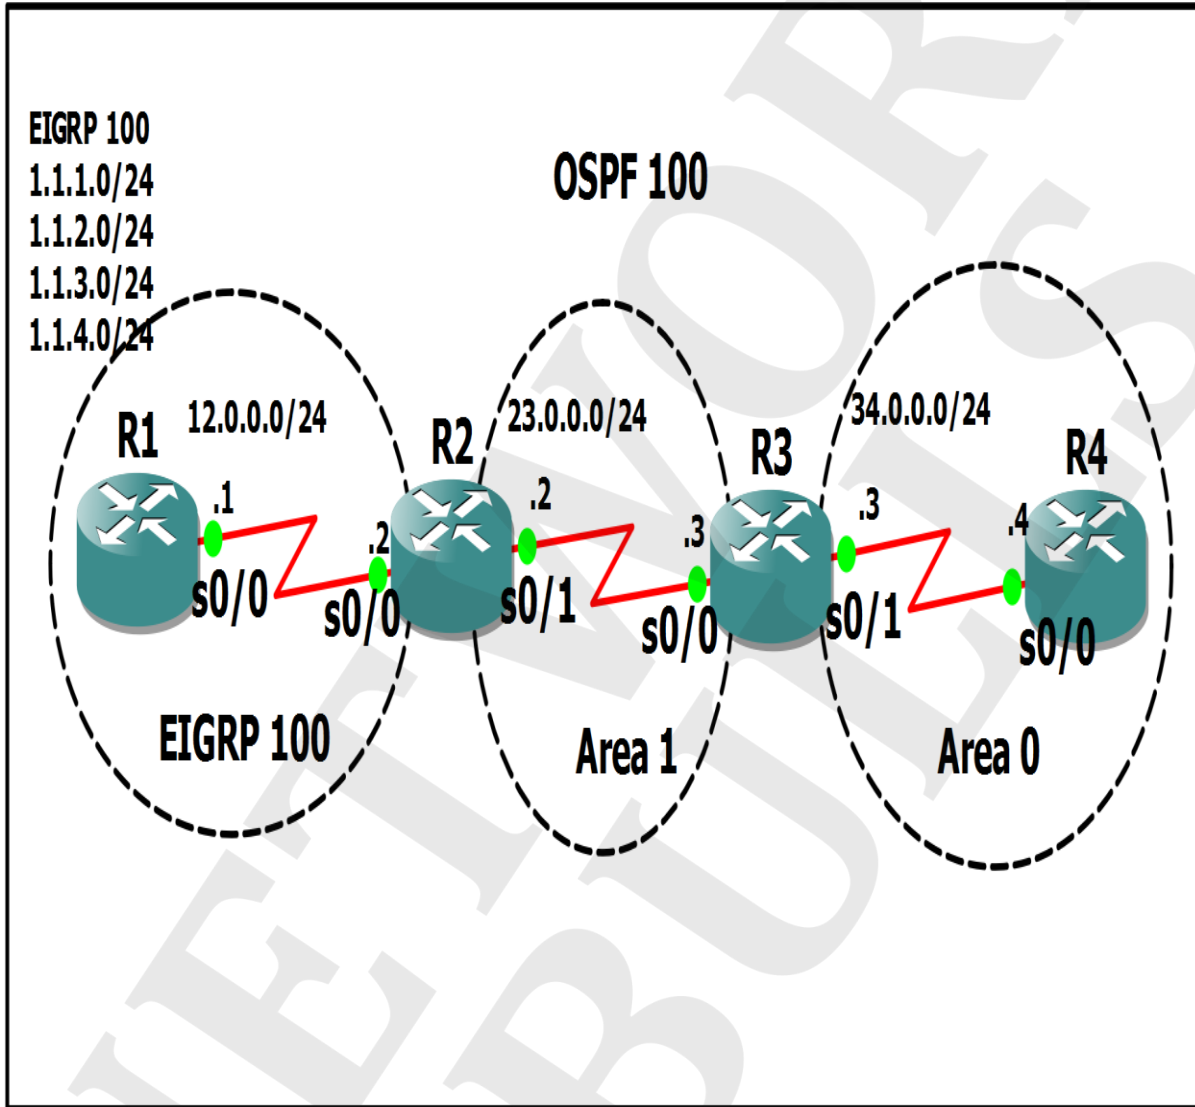 EIGRP 100
1.1.1.0/24
1.1.2.0/24
1.1.3.0/24
1.1.4.0/24
OSPF 100
12.0.0.0/24
23.0.0.0/24
34.0.0.0/24
R1
R2
R3
R4
.1
.2
.2
.3
.3
.4
s0/0
s0/0
s0/1
s0/0
s0/1
s0/0
EIGRP 100
Area 1
Area 0
NETWORK
BULLS